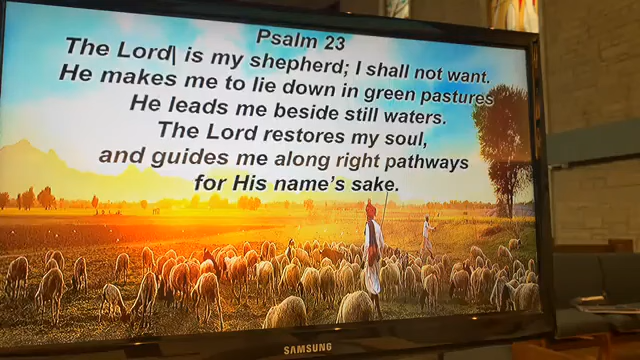 Psalm 23
The Lord| is my shepherd; I shall not want.
He makes me to lie down in green pastures
He leads me beside still waters.
The Lord restores my soul,
and guides me along right pathways
for His name's sake.
SAMSUNG